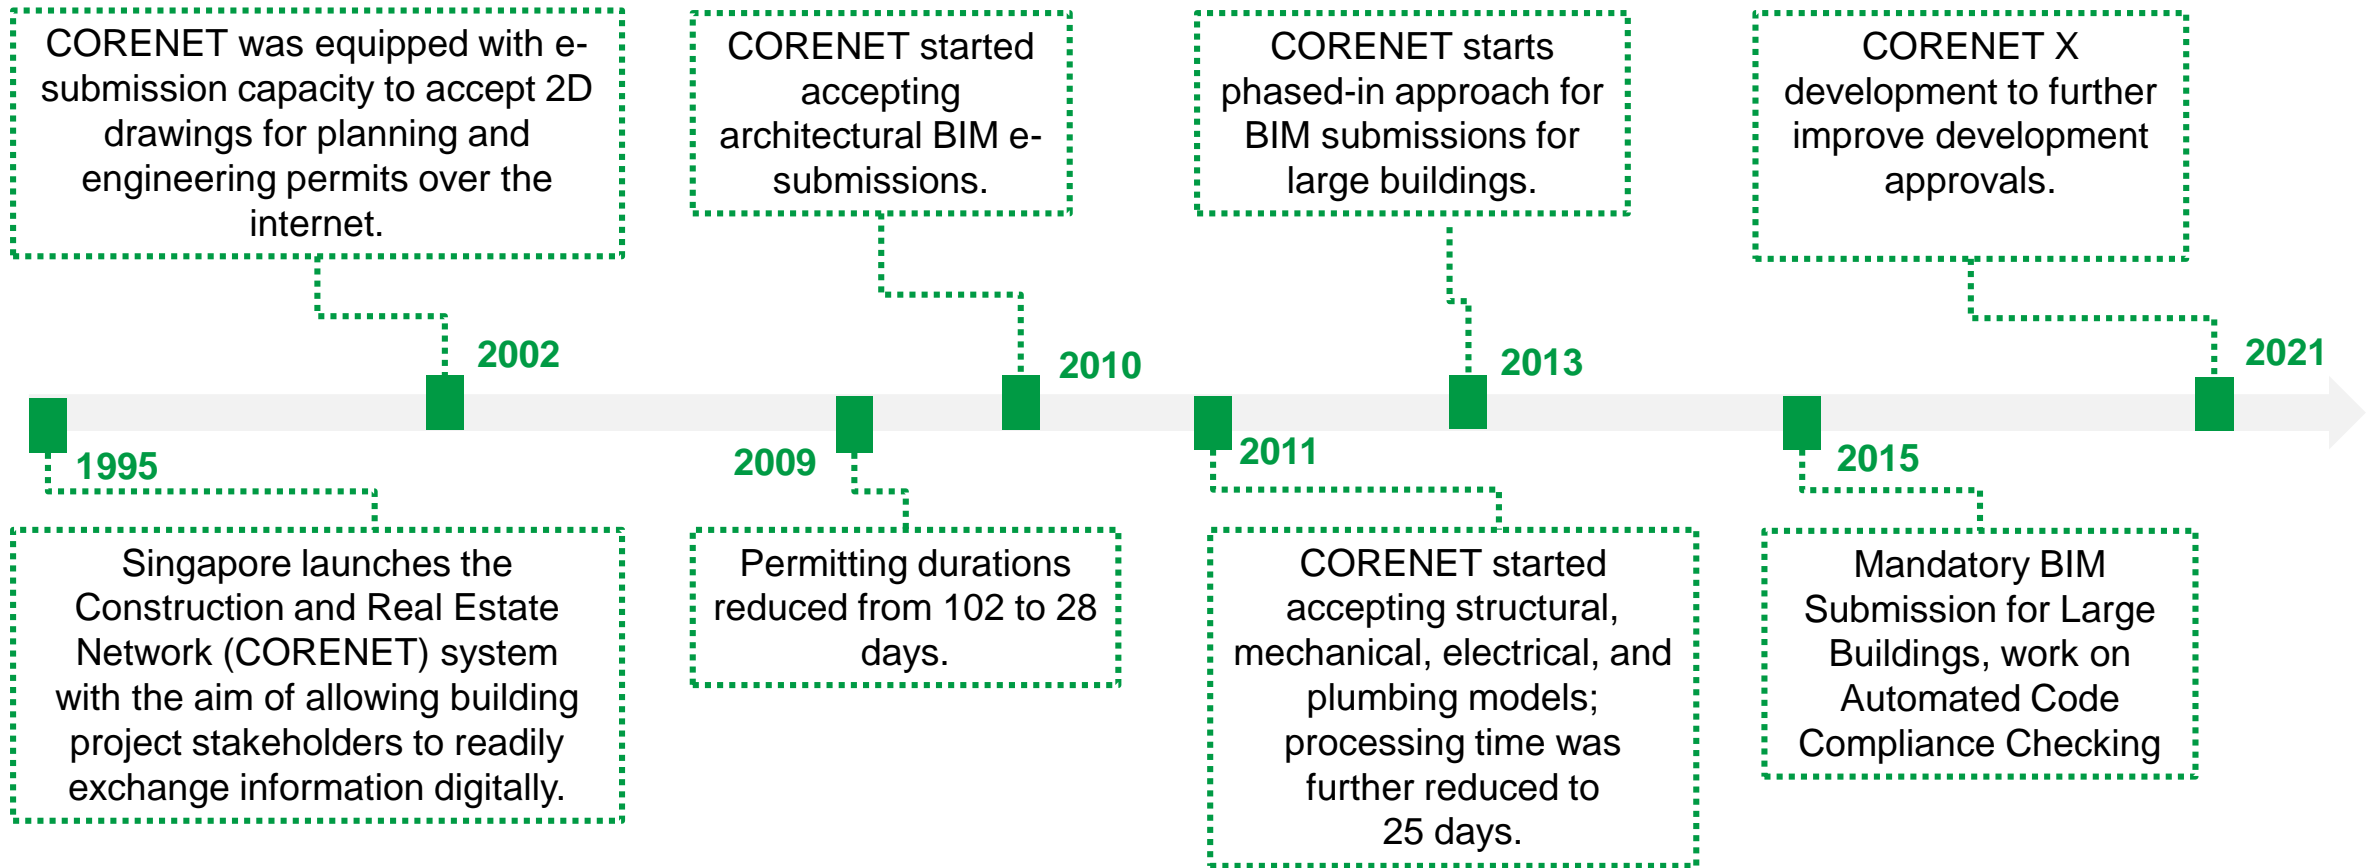 CORENET was equipped with e-
submission capacity to accept 2D
drawings for planning and
engineering permits over the
internet.
CORENET started
accepting
architectural BIM e-
submissions.
CORENET starts
phased-in approach for
BIM submissions for
large buildings.
CORENET X
development to further
improve development
approvals.
2002
2010
2013
2021
1995
2009
2011
2015
Singapore launches the
Construction and Real Estate
Network (CORENET) system
with the aim of allowing building
project stakeholders to readily
exchange information digitally.
Permitting durations
reduced from 102 to 28
days.
CORENET started
accepting structural,
mechanical, electrical, and
plumbing models;
processing time was
further reduced to
25 days.
Mandatory BIM
Submission for Large
Buildings, work on
Automated Code
Compliance Checking